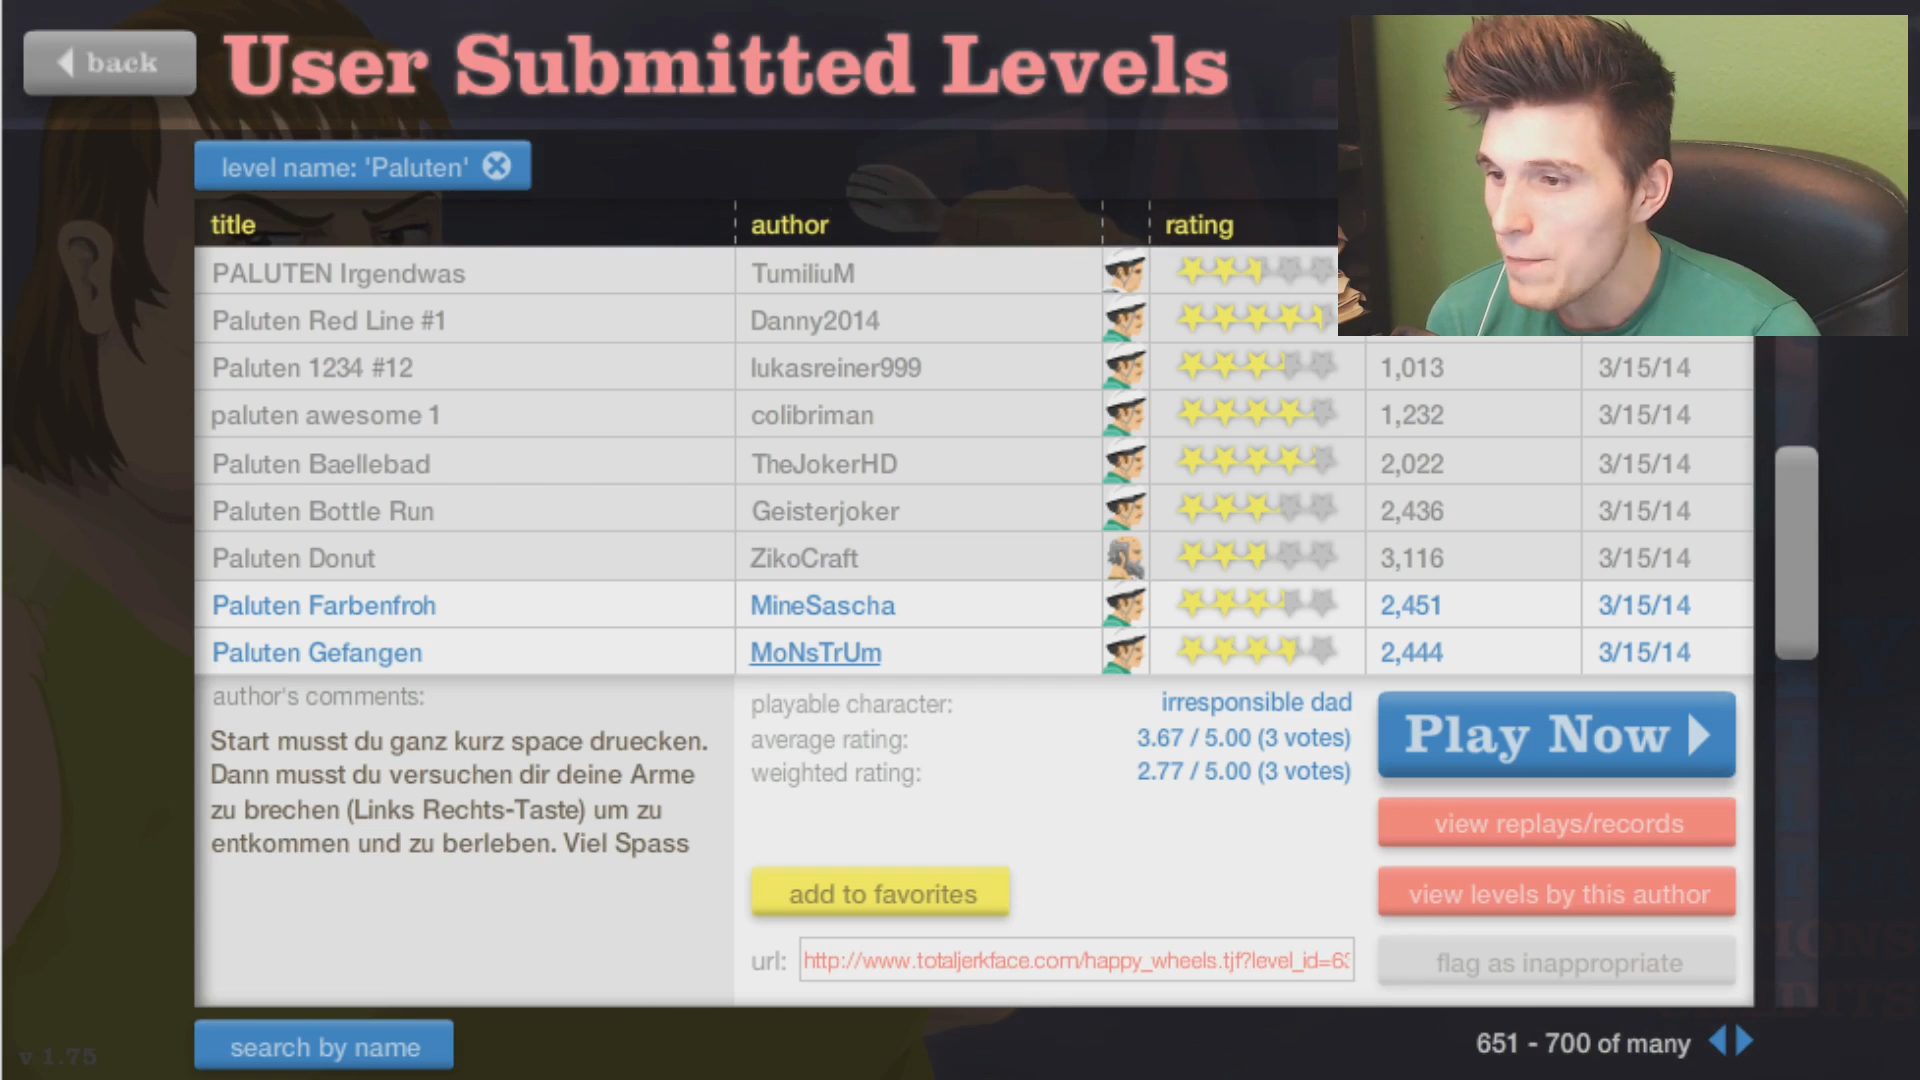 back
User Submitted Levels
level name: 'Paluten'
title author rating
PALUTEN Irgendwas TumiliuM
Paluten Red Line #1 Danny2014
Paluten 1234 #12 lukasreiner999 1,013 3/15/14
paluten awesome 1 colibriman 1,232 3/15/14
Paluten Baellebad TheJokerHD 2,022 3/15/14
Paluten Bottle Run Geisterjoker 2,436 3/15/14
Paluten Donut ZikoCraft 3,116 3/15/14
Paluten Farbenfroh MineSascha 2,451 3/15/14
Paluten Gefangen MoNsTrUm 2,444 3/15/14
author's comments:
Start musst du ganz kurz space druecken.
Dann musst du versuchen dir deine Arme
zu brechen (Links Rechts-Taste) um zu
entkommen und zu berleben. Viel Spass
playable character: irresponsible dad
average rating: 3.67 / 5.00 (3 votes)
weighted rating: 2.77 / 5.00 (3 votes)
add to favorites
url: http://www.totaljerkface.com/happy_wheels.tjf?level_id=6
Play Now
view replays/records
view levels by this author
flag as inappropriate
v 1.75
search by name
651 - 700 of many